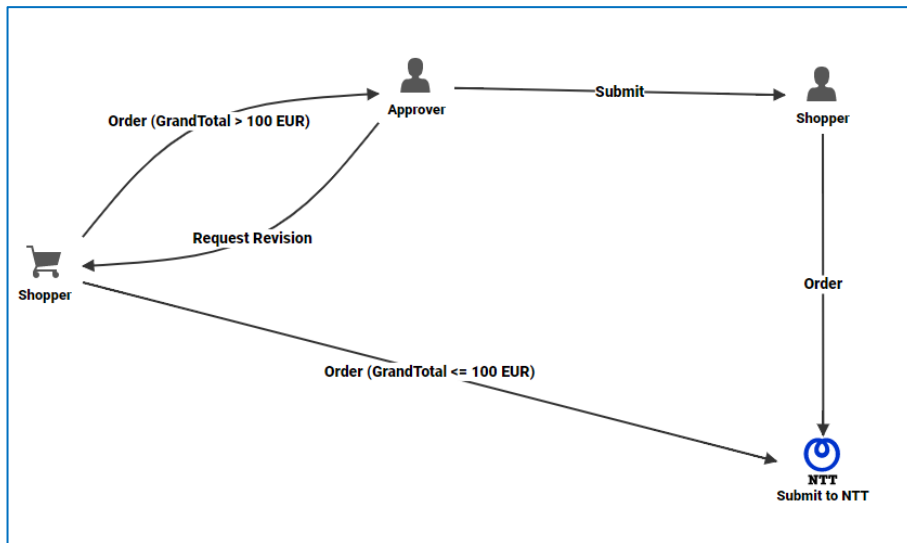 Approver
Submit
Shopper
Order (GrandTotal > 100 EUR)
Request Revision
Shopper
Order
Order (GrandTotal <= 100 EUR)
NTT
Submit to NTT